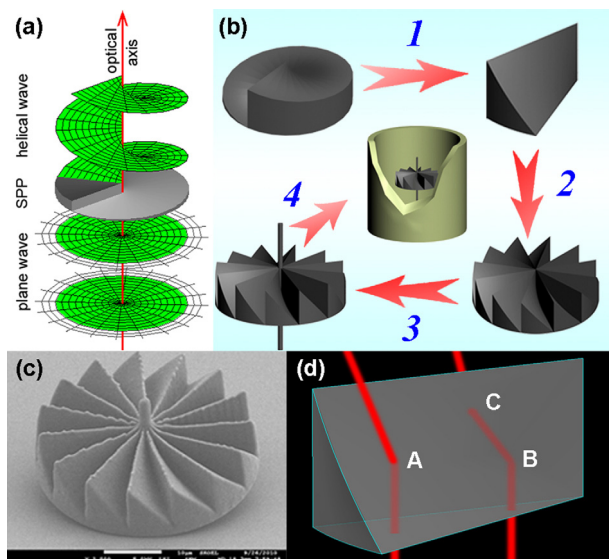 (a)
optical
axis
helical wave
SPP
plane wave
(b)
1
2
3
4
(c)
10µm
(d)
A
B
C